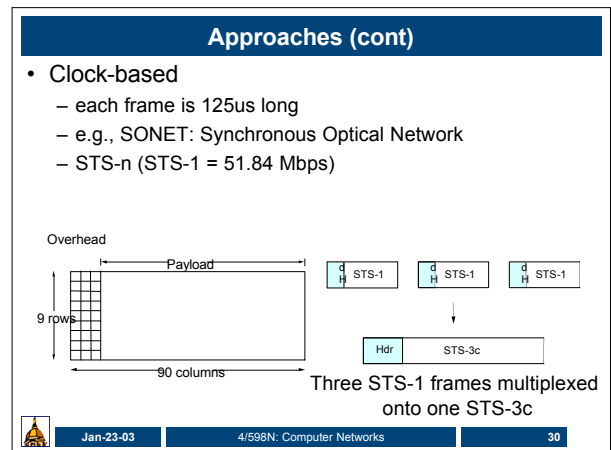 Approaches (cont)
• Clock-based
– each frame is 125us long
– e.g., SONET: Synchronous Optical Network
– STS-n (STS-1 = 51.84 Mbps)
Overhead
Payload
9 rows
90 columns
d
H
STS-1
d
H
STS-1
d
H
STS-1
Hdr
STS-3c
Three STS-1 frames multiplexed
onto one STS-3c
Jan-23-03
4/598N: Computer Networks
30